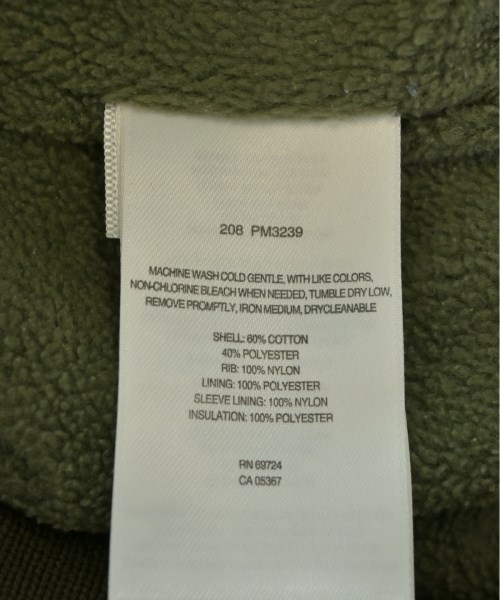 208 PM3239
MACHINE WASH COLD GENTLE, WITH LIKE COLORS,
NON-CHLORINE BLEACH WHEN NEEDED, TUMBLE DRY LOW,
REMOVE PROMPTLY, IRON MEDIUM, DRYCLEANABLE
SHELL: 60% COTTON
40% POLYESTER
RIB: 100% NYLON
LINING: 100% POLYESTER
SLEEVE LINING: 100% NYLON
INSULATION: 100% POLYESTER
RN 69724
CA 05367